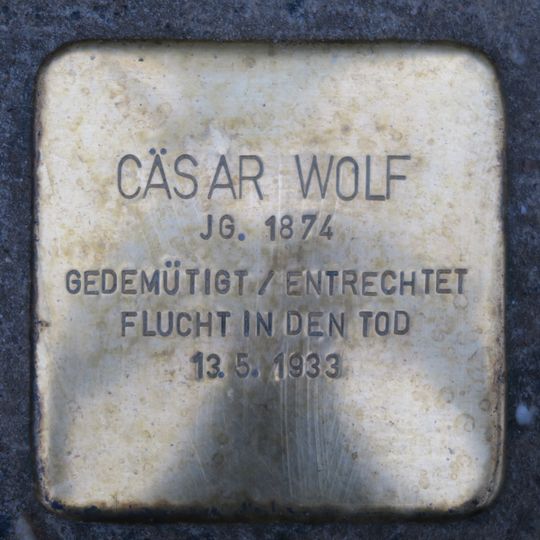 CÄSAR WOLF
JG. 1874
GEDEMÜTIGT / ENTRECHTET
FLUCHT IN DEN TOD
13. 5. 1933